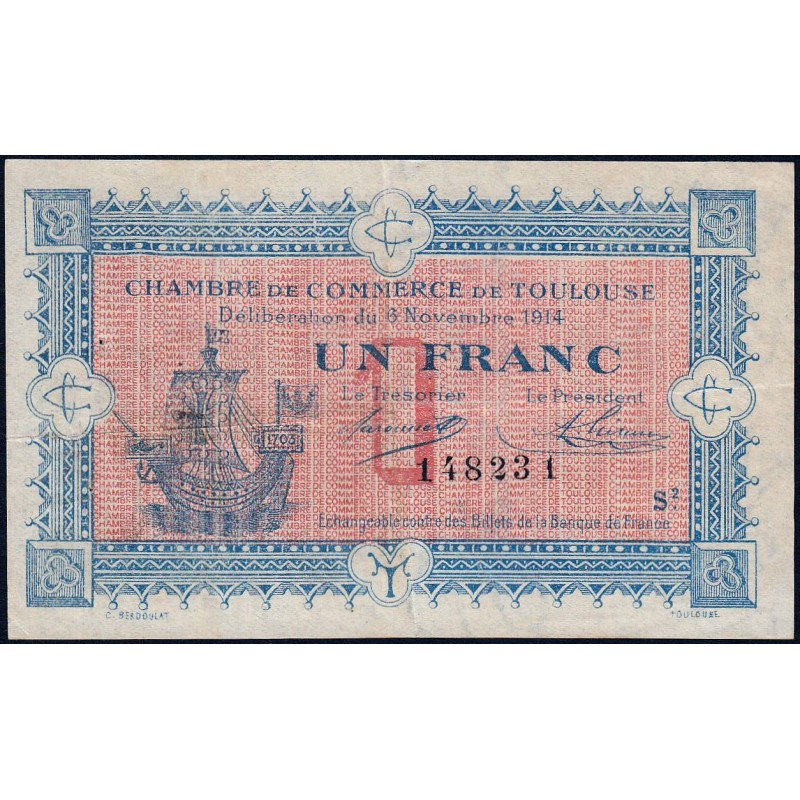 CHAMBRE DE COMMERCE DE TOULOUSE
Délibération du 6 Novembre 1914
UN FRANC
1
Le Trésorier Le Président
1703
148231
S.²
Echangeable contre des Billets de la Banque de France
C. BERDOULAT TOULOUSE